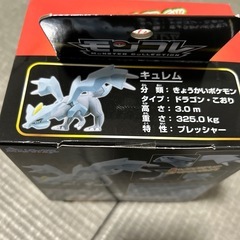 モンコレ
MONSTER COLLECTION
キュレム
分類：きょうかいポケモン
タイプ：ドラゴン・こおり
高さ：3.0 m
重さ：325.0 kg
特性：プレッシャー